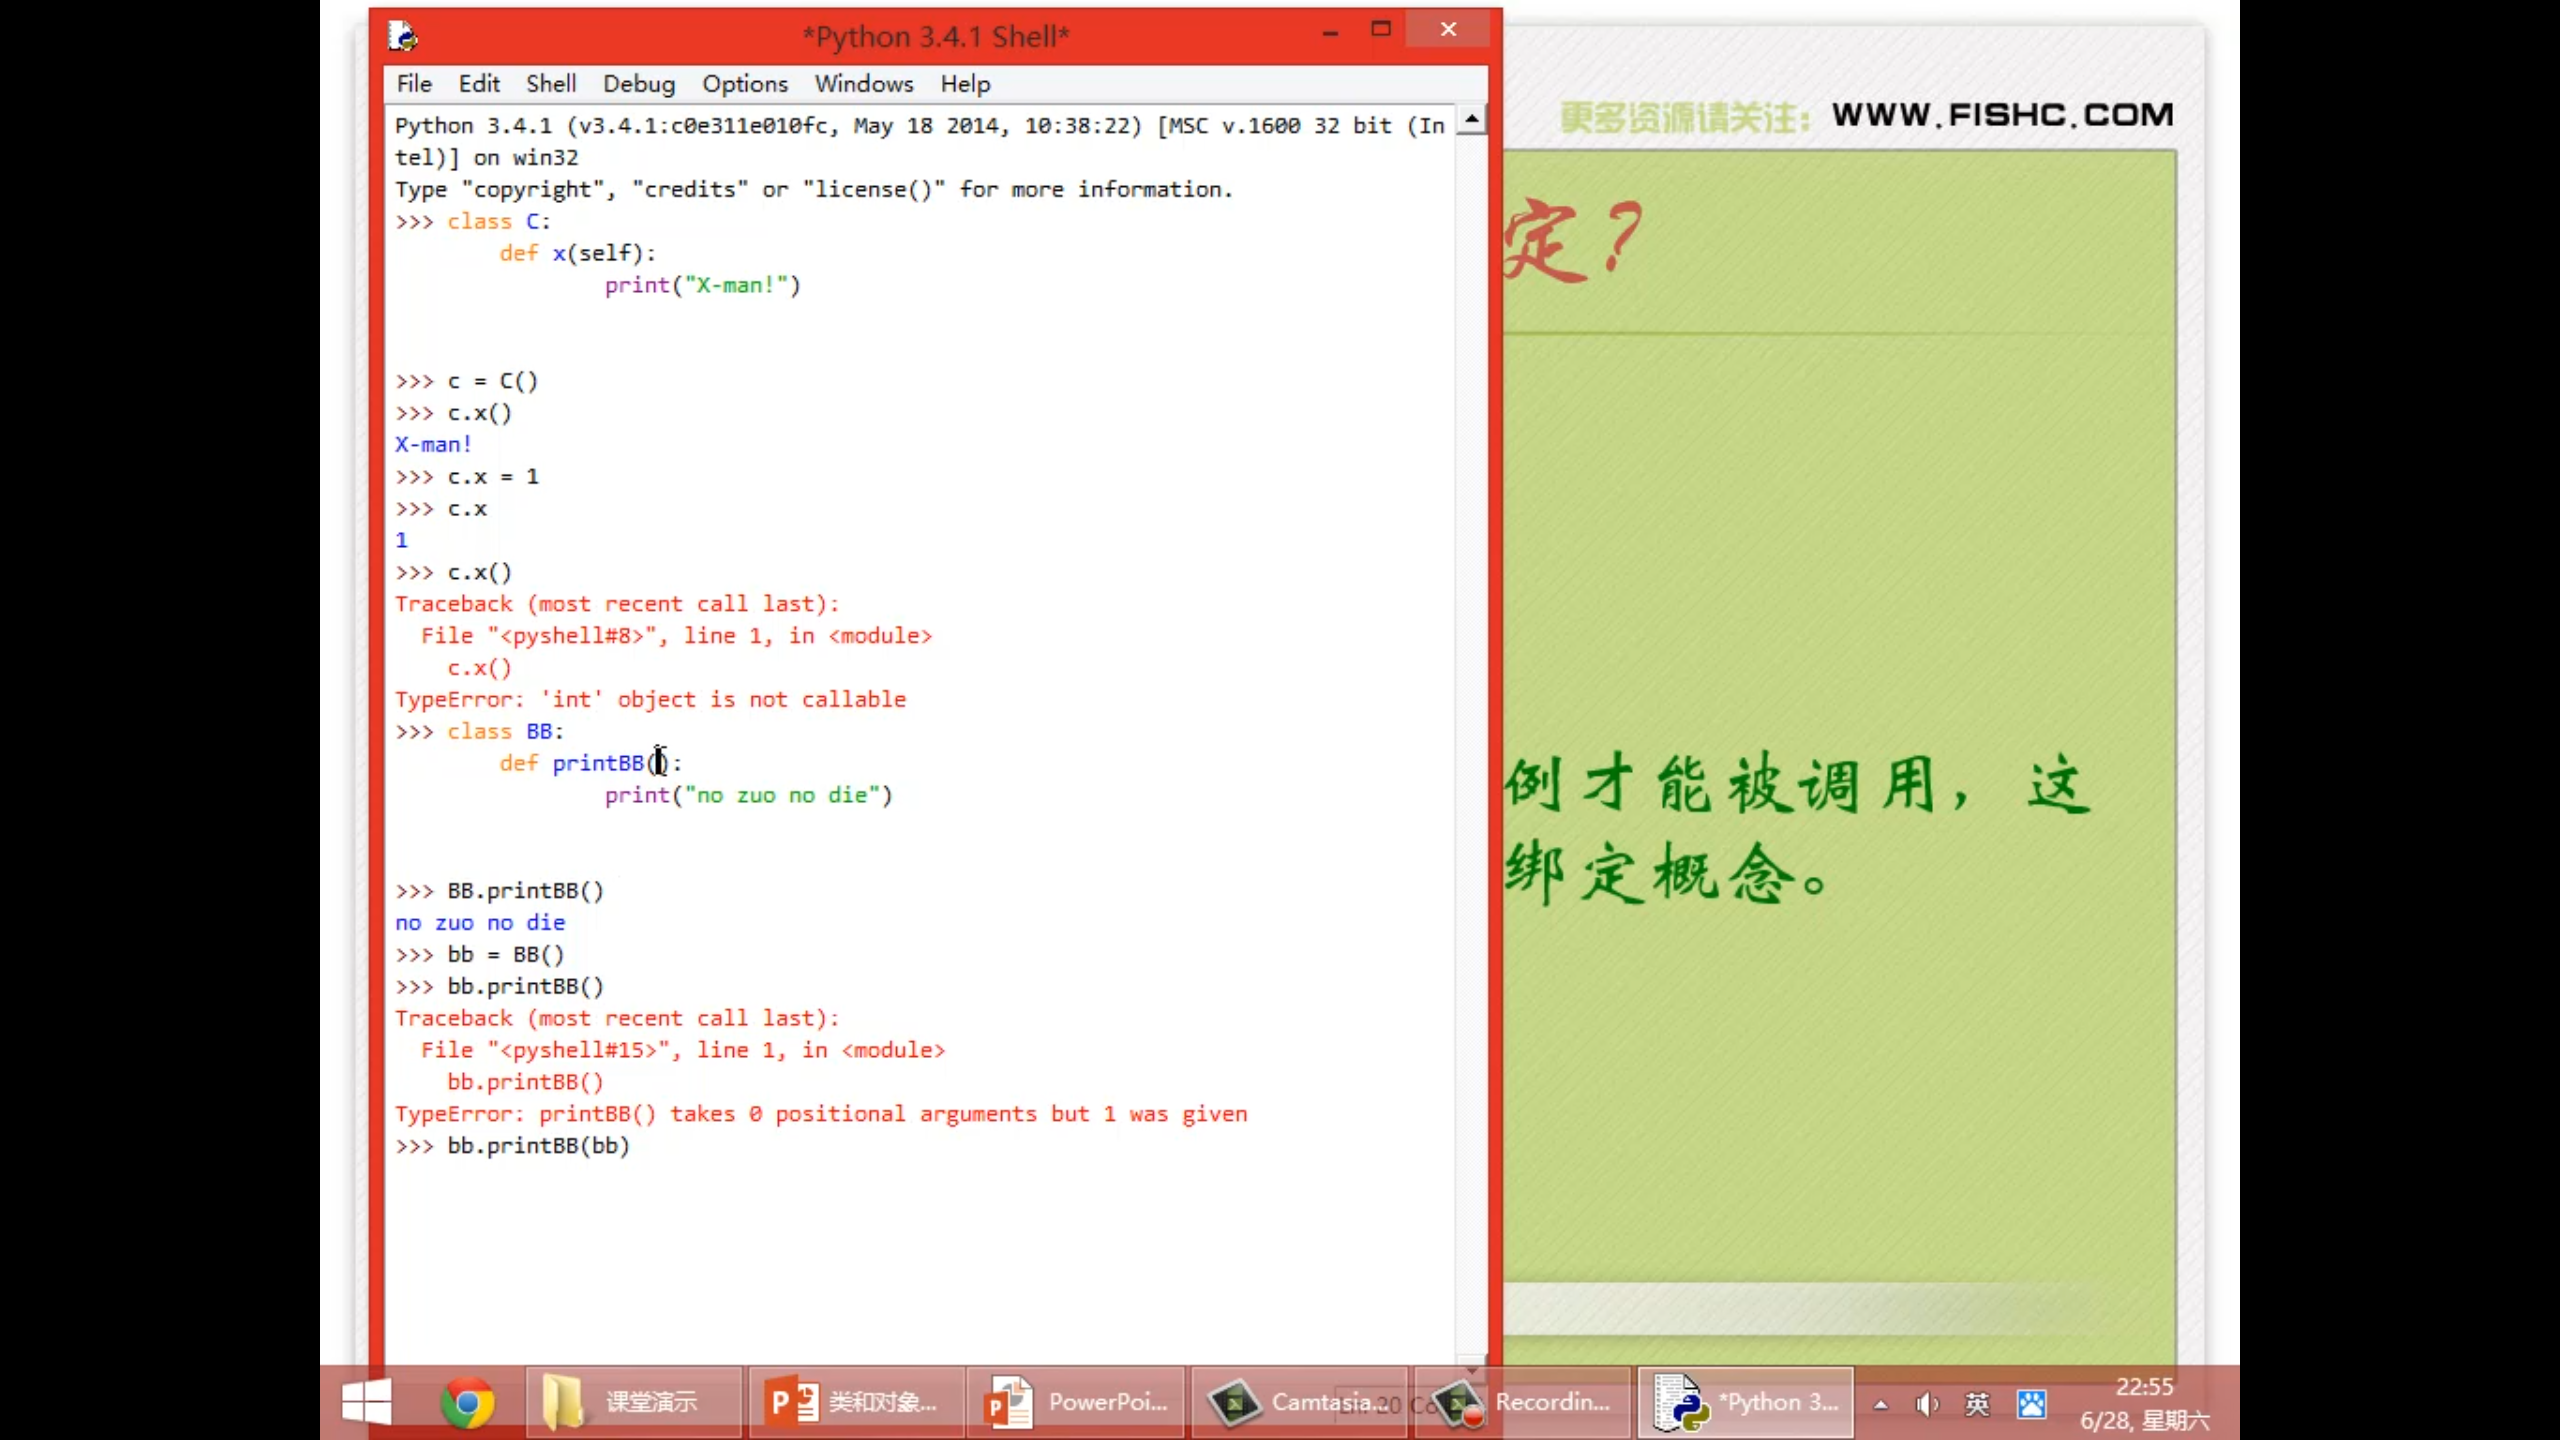 *Python 3.4.1 Shell*
File Edit Shell Debug Options Windows Help
Python 3.4.1 (v3.4.1:c0e311e010fc, May 18 2014, 10:38:22) [MSC v.1600 32 bit (In
tel)] on win32
Type "copyright", "credits" or "license()" for more information.
>>> class C:
def x(self):
print("X-man!")
>>> c = C()
>>> c.x()
X-man!
>>> c.x = 1
>>> c.x
1
>>> c.x()
Traceback (most recent call last):
File "<pyshell#8>", line 1, in <module>
c.x()
TypeError: 'int' object is not callable
>>> class BB:
def printBB():
print("no zuo no die")
>>> BB.printBB()
no zuo no die
>>> bb = BB()
>>> bb.printBB()
Traceback (most recent call last):
File "<pyshell#15>", line 1, in <module>
bb.printBB()
TypeError: printBB() takes 0 positional arguments but 1 was given
>>> bb.printBB(bb)
更多资源请关注：WWW.FISHC.COM
定？
例才能被调用，这
绑定概念。
课堂演示 类和对象... PowerPoi... Camtasia... Recordin... *Python 3... 英
22:55
6/28, 星期六